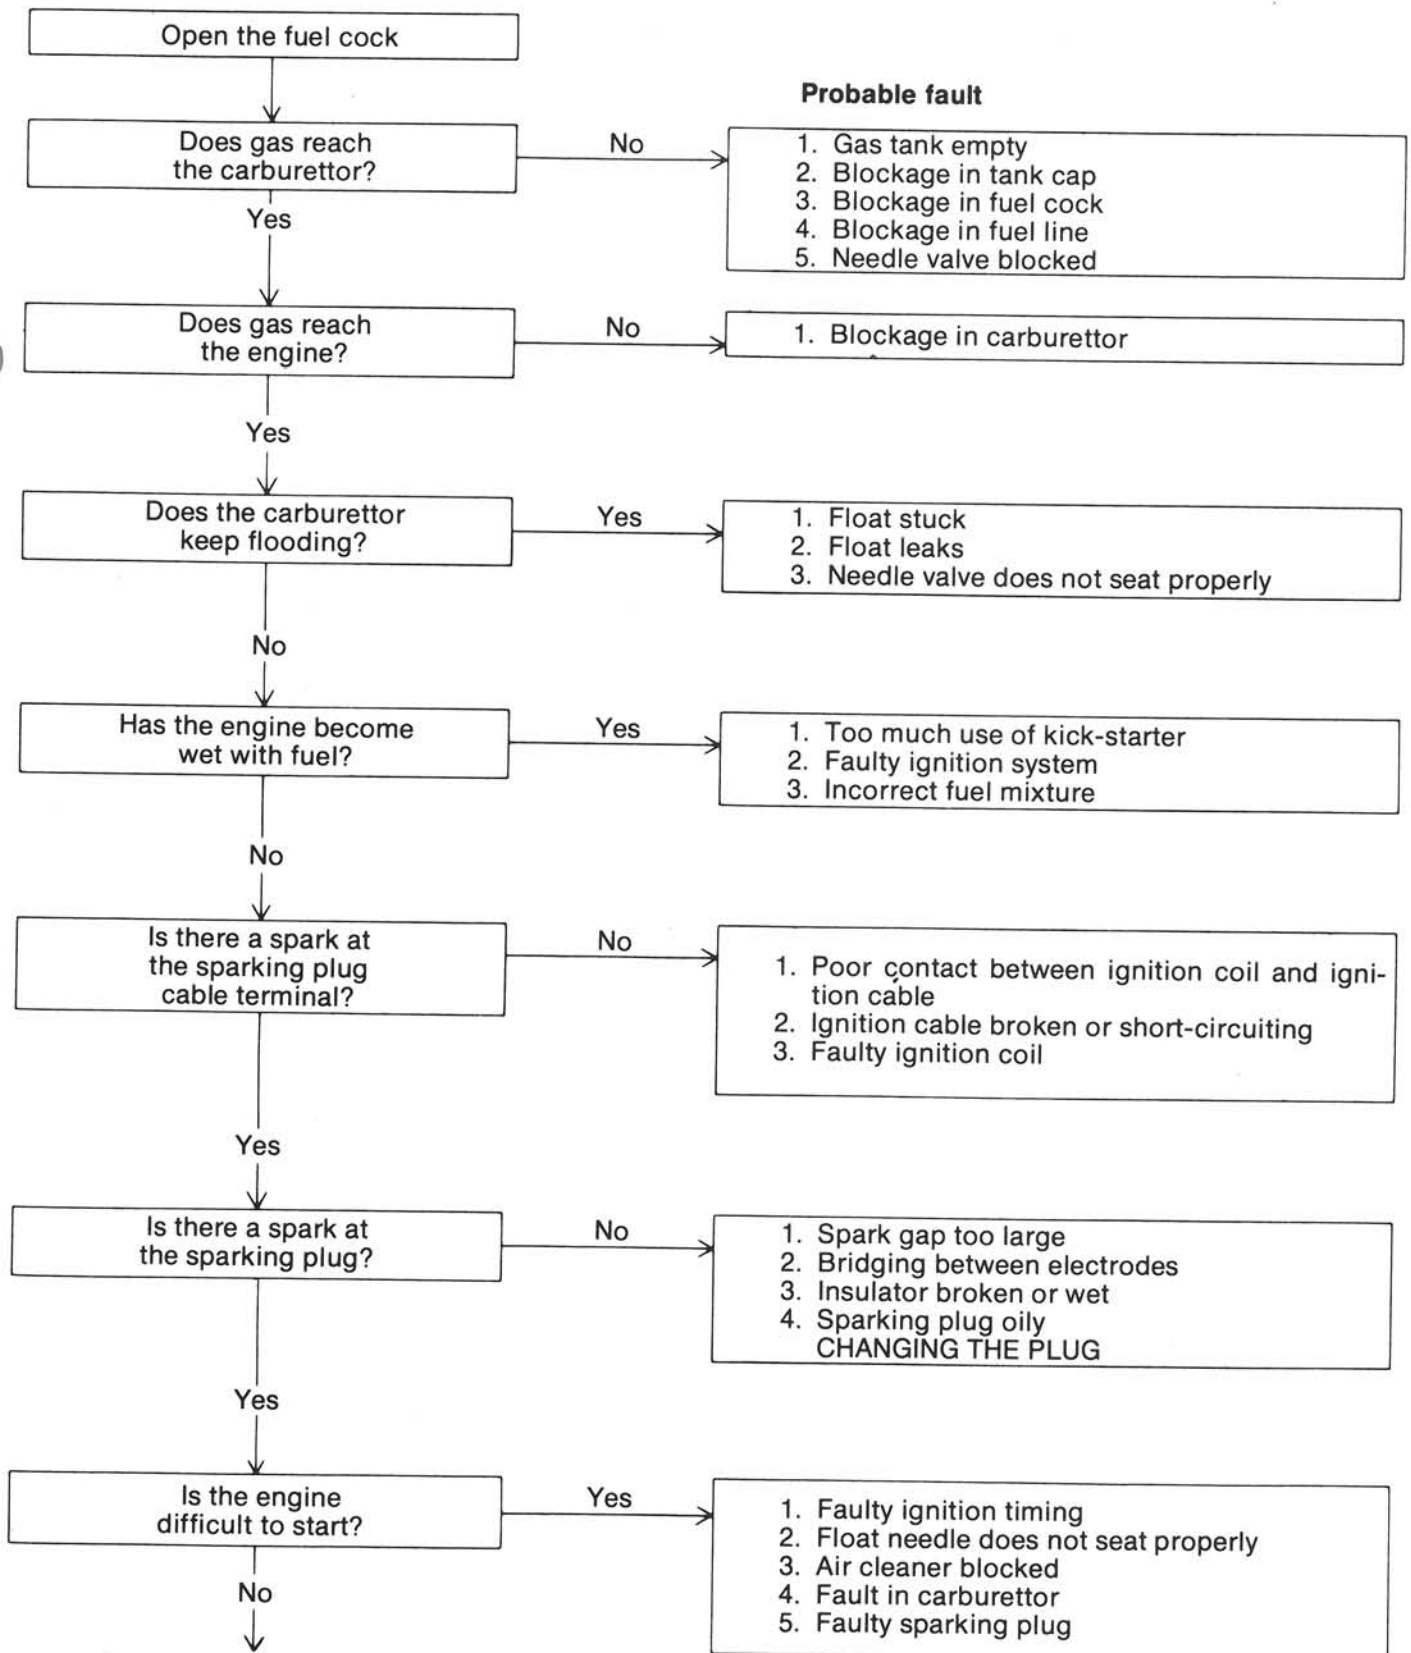 Open the fuel cock
Probable fault
Does gas reach
the carburettor?
No
1. Gas tank empty
2. Blockage in tank cap
3. Blockage in fuel cock
4. Blockage in fuel line
5. Needle valve blocked
Yes
Does gas reach
the engine?
No
1. Blockage in carburettor
Yes
Does the carburettor
keep flooding?
Yes
1. Float stuck
2. Float leaks
3. Needle valve does not seat properly
No
Has the engine become
wet with fuel?
Yes
1. Too much use of kick-starter
2. Faulty ignition system
3. Incorrect fuel mixture
No
Is there a spark at
the sparking plug
cable terminal?
No
1. Poor contact between ignition coil and igni-
tion cable
2. Ignition cable broken or short-circuiting
3. Faulty ignition coil
Yes
Is there a spark at
the sparking plug?
No
1. Spark gap too large
2. Bridging between electrodes
3. Insulator broken or wet
4. Sparking plug oily
CHANGING THE PLUG
Yes
Is the engine
difficult to start?
Yes
1. Faulty ignition timing
2. Float needle does not seat properly
3. Air cleaner blocked
4. Fault in carburettor
5. Faulty sparking plug
No